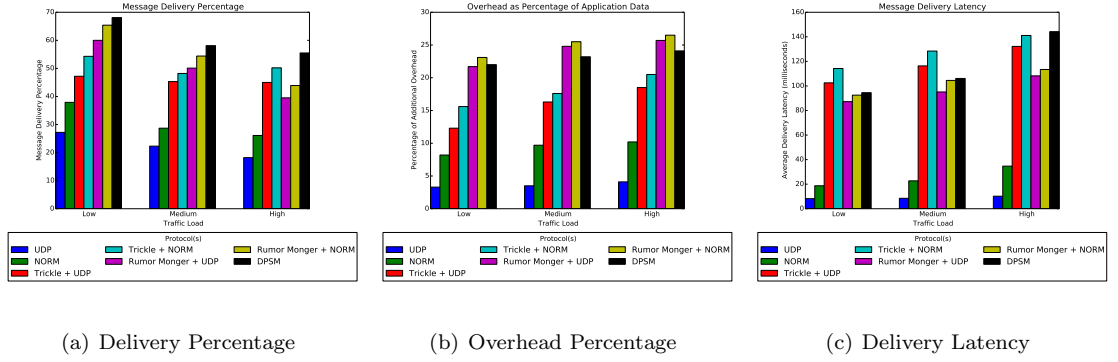 Message Delivery Percentage
Message Delivery Percentage
70
60
50
40
30
20
10
0
Low Medium High
Traffic Load
Protocol(s)
UDP Trickle + NORM Rumor Monger + NORM
NORM Rumor Monger + UDP DPSM
Trickle + UDP
(a) Delivery Percentage
Overhead as Percentage of Application Data
Percentage of Additional Overhead
30
25
20
15
10
5
0
Low Medium High
Traffic Load
Protocol(s)
UDP Trickle + NORM Rumor Monger + NORM
NORM Rumor Monger + UDP DPSM
Trickle + UDP
(b) Overhead Percentage
Message Delivery Latency
Average Delivery Latency (milliseconds)
160
140
120
100
80
60
40
20
0
Low Medium High
Traffic Load
Protocol(s)
UDP Trickle + NORM Rumor Monger + NORM
NORM Rumor Monger + UDP DPSM
Trickle + UDP
(c) Delivery Latency